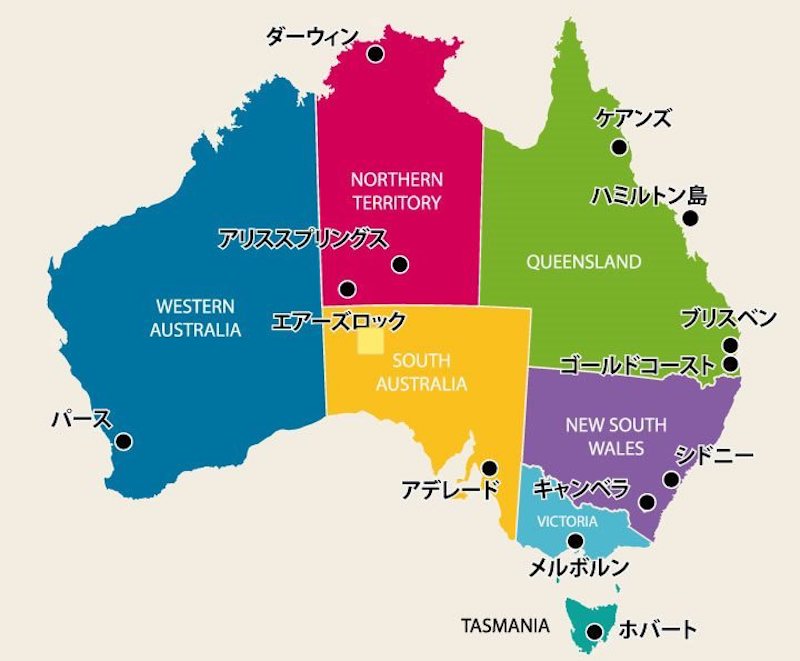 ダーウィン
ケアンズ
NORTHERN
TERRITORY
ハミルトン島
アリススプリングス
QUEENSLAND
WESTERN
AUSTRALIA
エアーズロック
ブリスベン
SOUTH
AUSTRALIA
ゴールドコースト
パース
NEW SOUTH
WALES
シドニー
アデレード
キャンベラ
VICTORIA
メルボルン
TASMANIA
ホバート